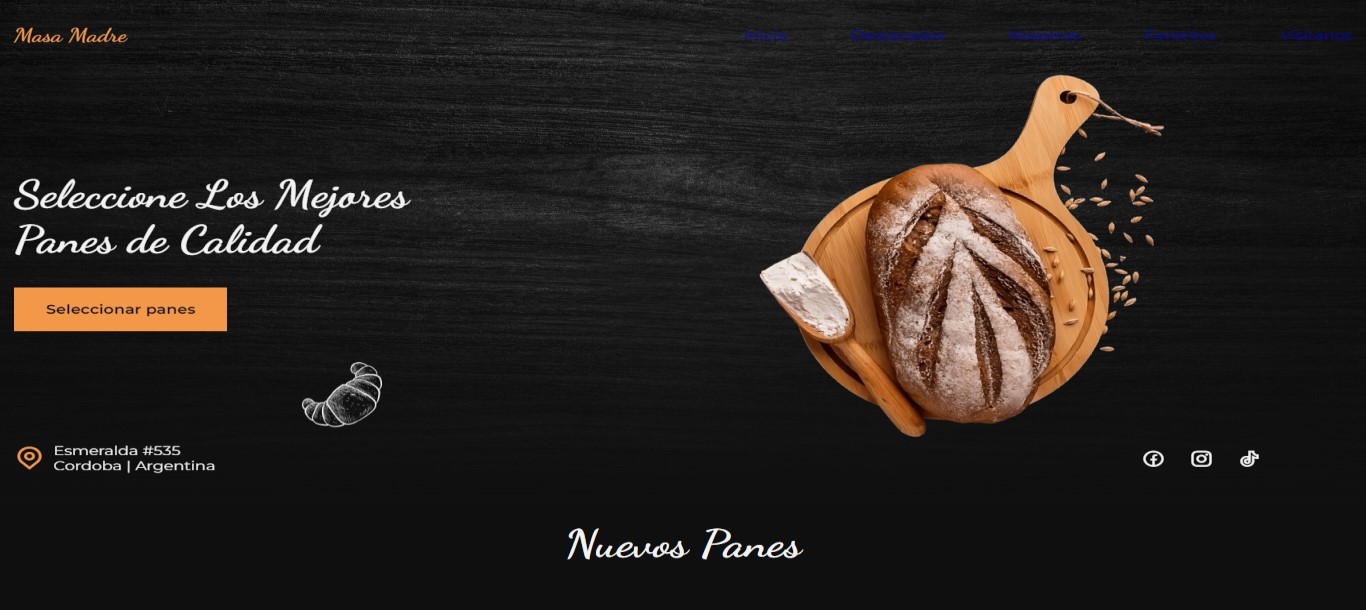 Masa Madre
Inicio Destacados Nosotros Favoritos Visítanos
Seleccione Los Mejores
Panes de Calidad
Seleccionar panes
Esmeralda #535
Cordoba | Argentina
Nuevos Panes